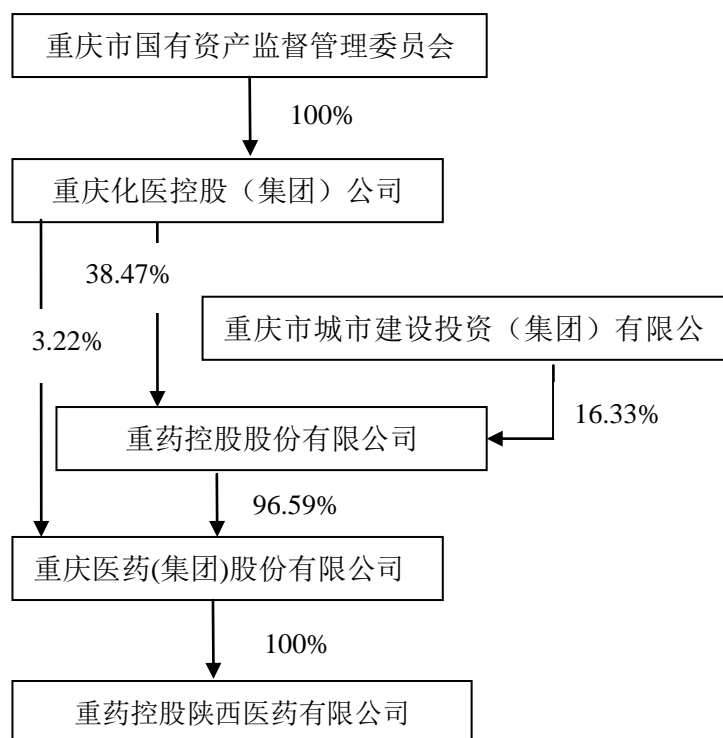 重庆市国有资产监督管理委员会
100%
重庆化医控股（集团）公司
38.47%
3.22%
重庆市城市建设投资（集团）有限公
16.33%
重药控股股份有限公司
96.59%
重庆医药(集团)股份有限公司
100%
重药控股陕西医药有限公司